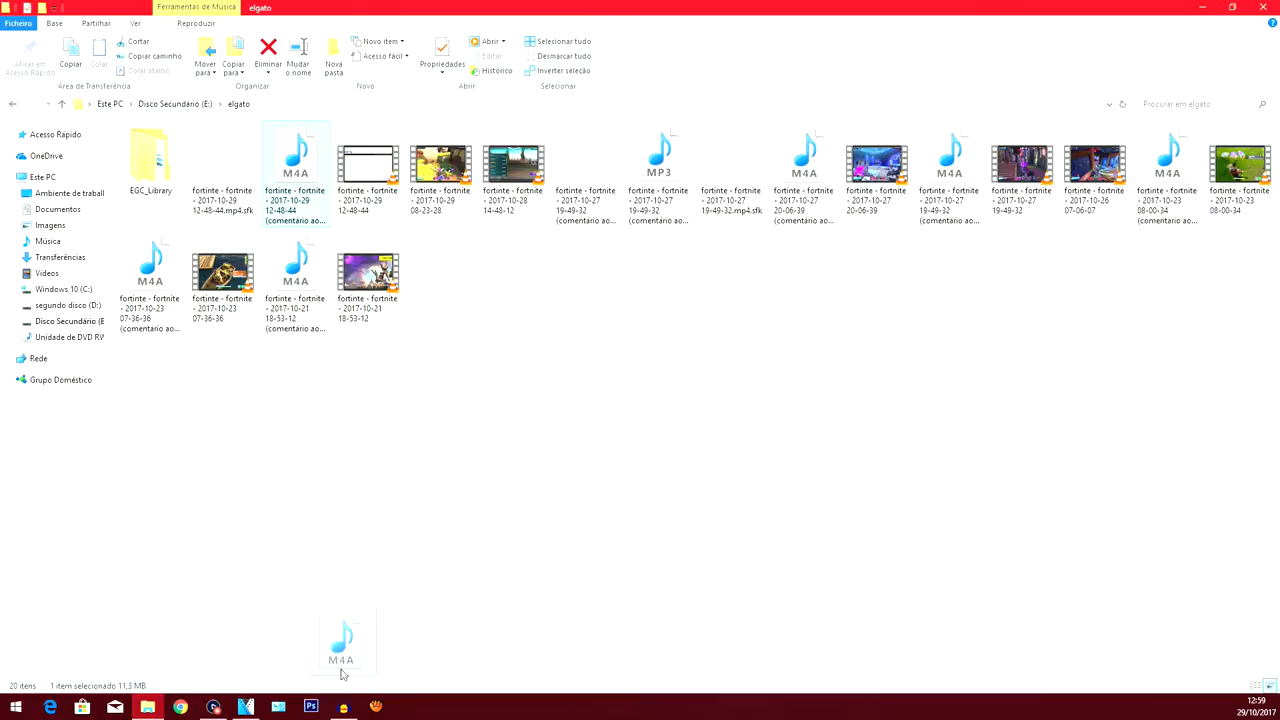 Ferramentas de Música
elgato
Ficheiro
Base
Partilhar
Ver
Reproduzir
Afixar em
Acesso Rápido
Copiar
Colar
Cortar
Copiar caminho
Colar atalho
Área de Transferência
Mover
para
Copiar
para
Eliminar
Mudar
o nome
Organizar
Nova
pasta
Novo item
Acesso fácil
Novo
Propriedades
Abrir
Editar
Histórico
Abrir
Selecionar tudo
Desmarcar tudo
Inverter seleção
Selecionar
Este PC
Disco Secundário (E:)
elgato
Procurar em elgato
Acesso Rápido
OneDrive
Este PC
Ambiente de trabal
Documentos
Imagens
Música
Transferências
Vídeos
Windows 10 (C:)
segundo disco (D:)
Disco Secundário (E
Unidade de DVD RW
Rede
Grupo Doméstico
EGC_Library
fortinte - fortnite
- 2017-10-29
12-48-44.mp4.sfk
M4A
fortinte - fortnite
- 2017-10-29
12-48-44
(comentário ao...
fortinte - fortnite
- 2017-10-29
12-48-44
fortinte - fortnite
- 2017-10-29
08-23-28
fortinte - fortnite
- 2017-10-28
14-48-12
fortinte - fortnite
- 2017-10-27
19-49-32
(comentário ao...
MP3
fortinte - fortnite
- 2017-10-27
19-49-32
(comentário ao...
fortinte - fortnite
- 2017-10-27
19-49-32.mp4.sfk
M4A
fortinte - fortnite
- 2017-10-27
20-06-39
(comentário ao...
fortinte - fortnite
- 2017-10-27
20-06-39
M4A
fortinte - fortnite
- 2017-10-27
19-49-32
(comentário ao...
fortinte - fortnite
- 2017-10-27
19-49-32
fortinte - fortnite
- 2017-10-26
07-06-07
M4A
fortinte - fortnite
- 2017-10-23
08-00-34
(comentário ao...
fortinte - fortnite
- 2017-10-23
08-00-34
M4A
fortinte - fortnite
- 2017-10-23
07-36-36
(comentário ao...
fortinte - fortnite
- 2017-10-23
07-36-36
M4A
fortinte - fortnite
- 2017-10-21
18-53-12
(comentário ao...
fortinte - fortnite
- 2017-10-21
18-53-12
M4A
20 itens
1 item selecionado 11,3 MB
Ps
12:59
29/10/2017